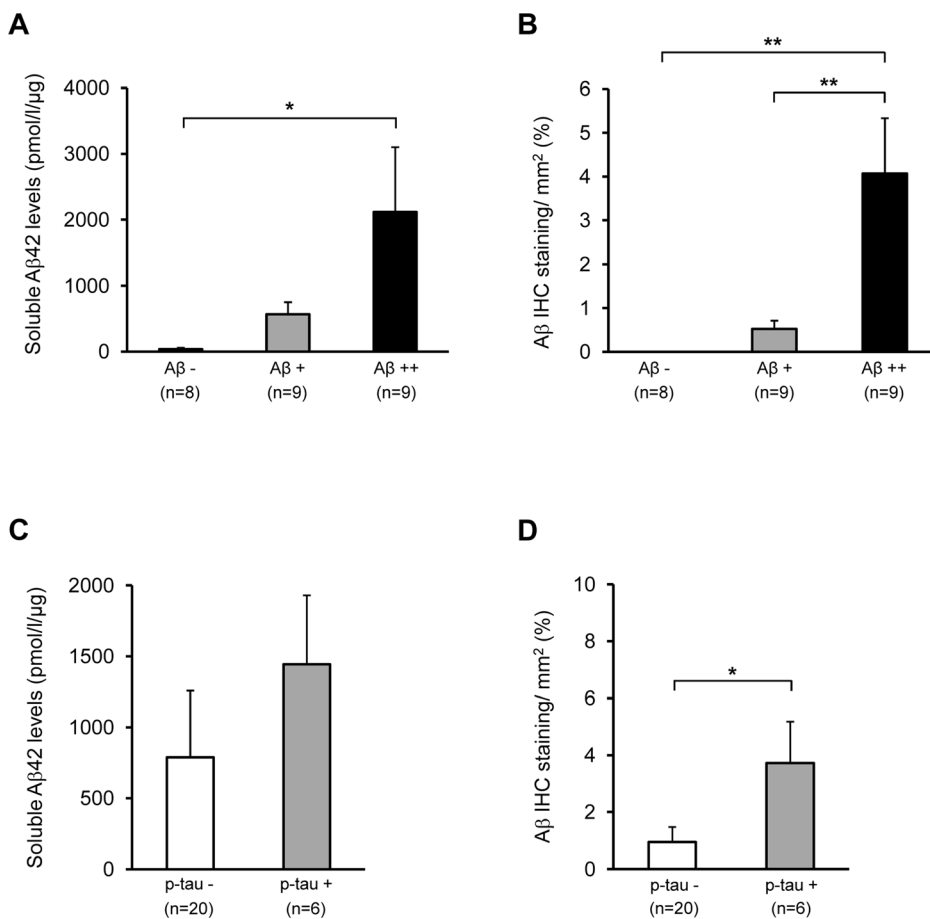 A
Soluble Aβ42 levels (pmol/l/µg)
4000
3000
2000
1000
0
*
Aβ -
(n=8)
Aβ +
(n=9)
Aβ ++
(n=9)
B
Aβ IHC staining/ mm² (%)
6
5
4
3
2
1
0
**
**
Aβ -
(n=8)
Aβ +
(n=9)
Aβ ++
(n=9)
C
Soluble Aβ42 levels (pmol/l/µg)
2000
1500
1000
500
0
p-tau -
(n=20)
p-tau +
(n=6)
D
Aβ IHC staining/ mm² (%)
10
8
6
4
2
0
*
p-tau -
(n=20)
p-tau +
(n=6)